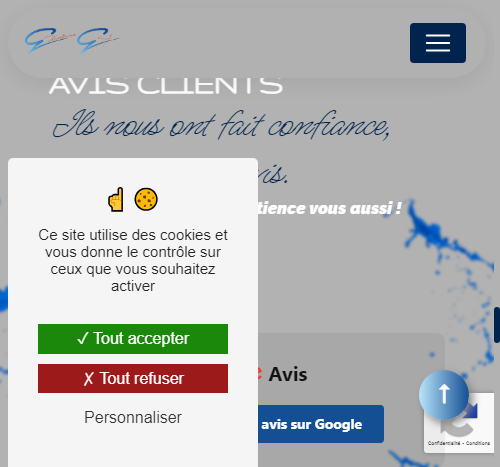 AVIS CLIENTS
Ils nous ont fait confiance,
vis.
tience vous aussi !
Ce site utilise des cookies et
vous donne le contrôle sur
ceux que vous souhaitez
activer
✓ Tout accepter
✗ Tout refuser
Personnaliser
e Avis
avis sur Google
Confidentialité - Conditions